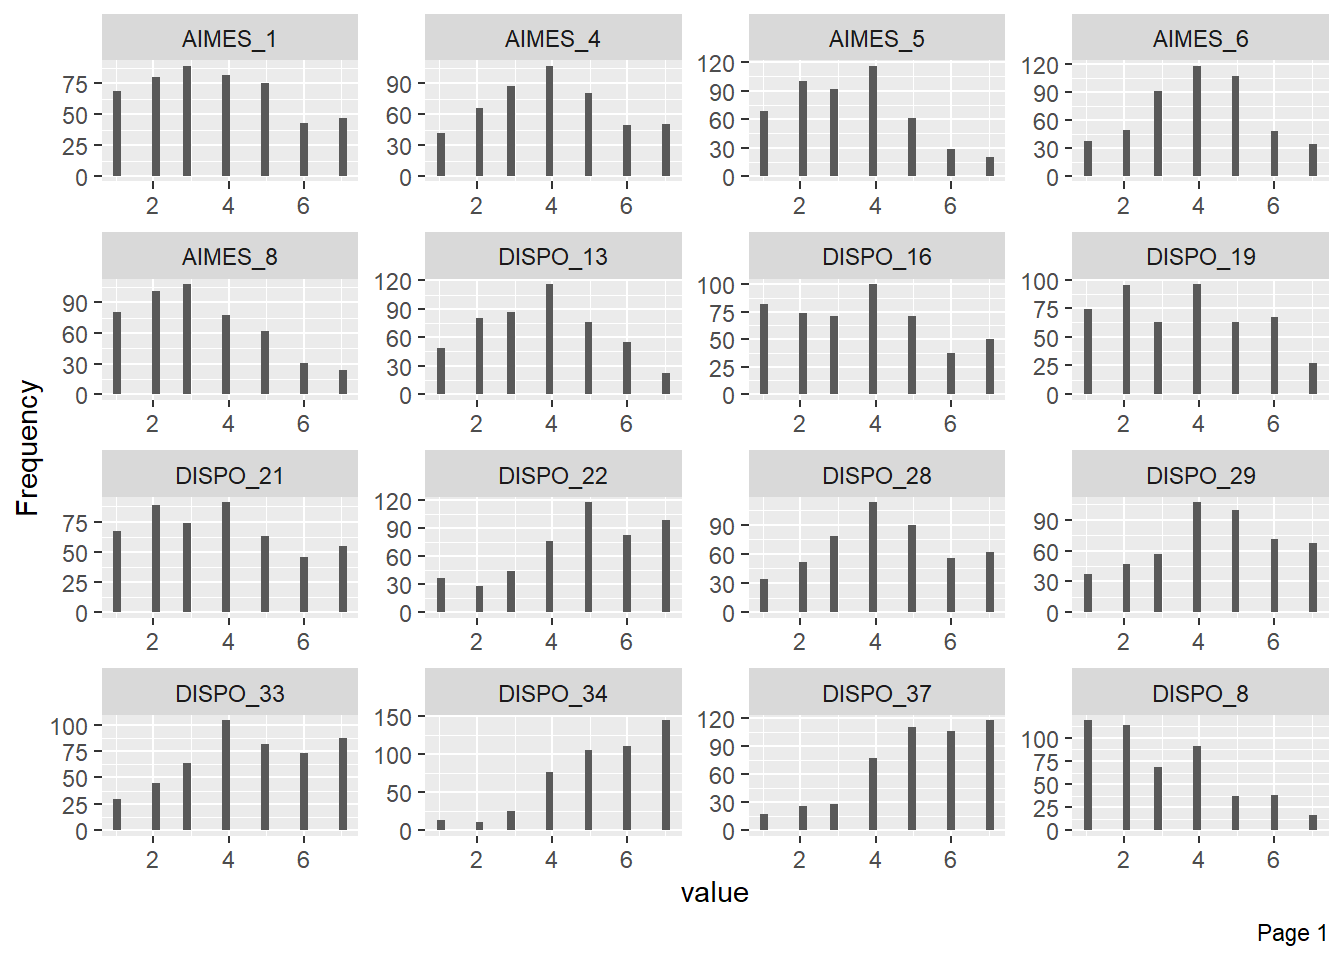 AIMES_1 AIMES_4 AIMES_5 AIMES_6
75 50 25 0
90 60 30 0
120 90 60 30 0
120 90 60 30 0
2 4 6 2 4 6 2 4 6 2 4 6
AIMES_8 DISPO_13 DISPO_16 DISPO_19
90 60 30 0
120 90 60 30 0
100 75 50 25 0
100 75 50 25 0
2 4 6 2 4 6 2 4 6 2 4 6
Frequency
DISPO_21 DISPO_22 DISPO_28 DISPO_29
75 50 25 0
120 90 60 30 0
90 60 30 0
90 60 30 0
2 4 6 2 4 6 2 4 6 2 4 6
DISPO_33 DISPO_34 DISPO_37 DISPO_8
100 75 50 25 0
150 100 50 0
120 90 60 30 0
100 75 50 25 0
2 4 6 2 4 6 2 4 6 2 4 6
value
Page 1